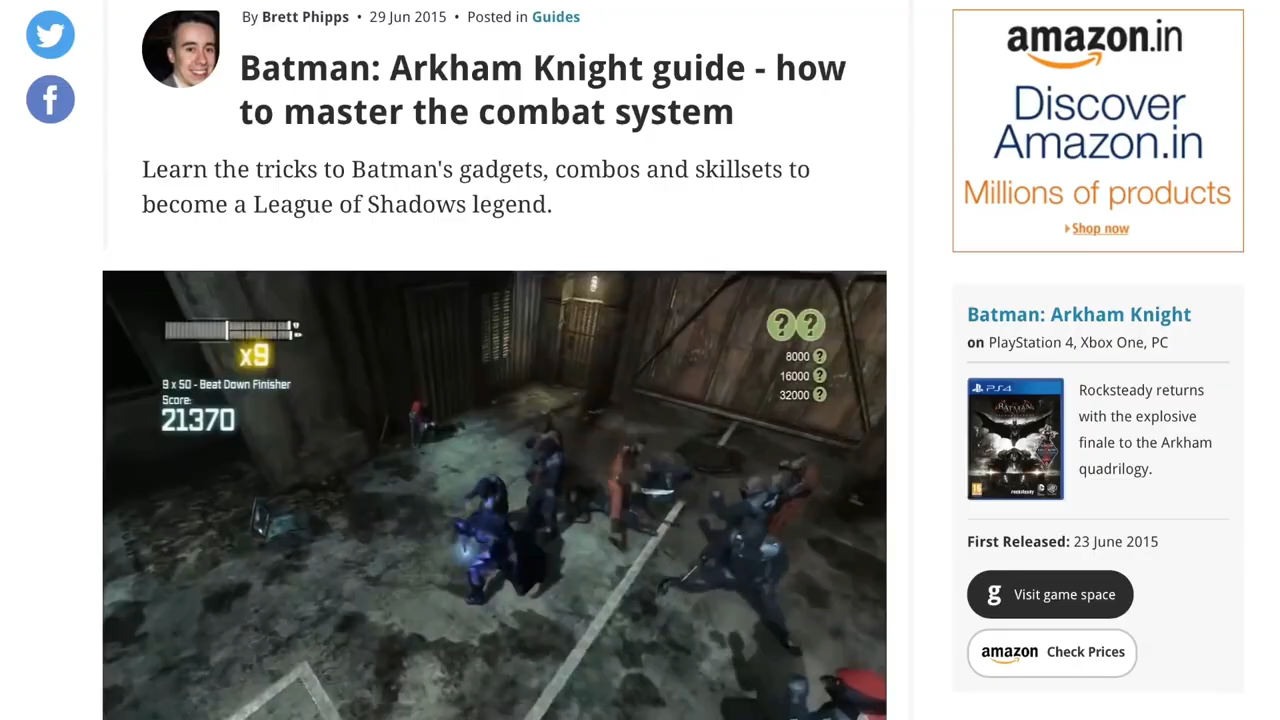 By Brett Phipps • 29 Jun 2015 • Posted in Guides
Batman: Arkham Knight guide - how
to master the combat system
Learn the tricks to Batman's gadgets, combos and skillsets to
become a League of Shadows legend.
x9
9 x 50 - Beat Down Finisher
Score:
21370
? ?
8000 ?
16000 ?
32000 ?
amazon.in
Discover
Amazon.in
Millions of products
Shop now
Batman: Arkham Knight
on PlayStation 4, Xbox One, PC
PS4
Rocksteady returns
with the explosive
finale to the Arkham
quadrilogy.
First Released: 23 June 2015
g Visit game space
amazon Check Prices